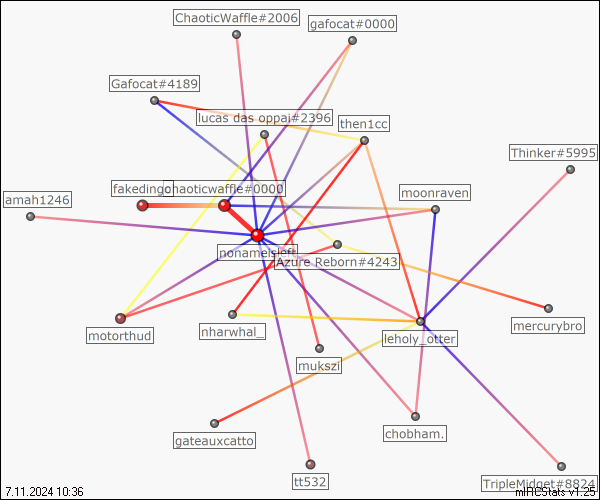 ChaoticWaffle#2006
gafocat#0000
Gafocat#4189
lucas das oppai#2396
then1cc
Thinker#5995
fakedingo
chaoticwaffle#0000
moonraven
amah1246
nonameisleft
Azure Reborn#4243
mercurybro
motorthud
nharwhal_
leholy_otter
mukszi
gateauxcatto
chobham.
tt532
TripleMidget#8824
7.11.2024 10:36
mIRCStats v1.25